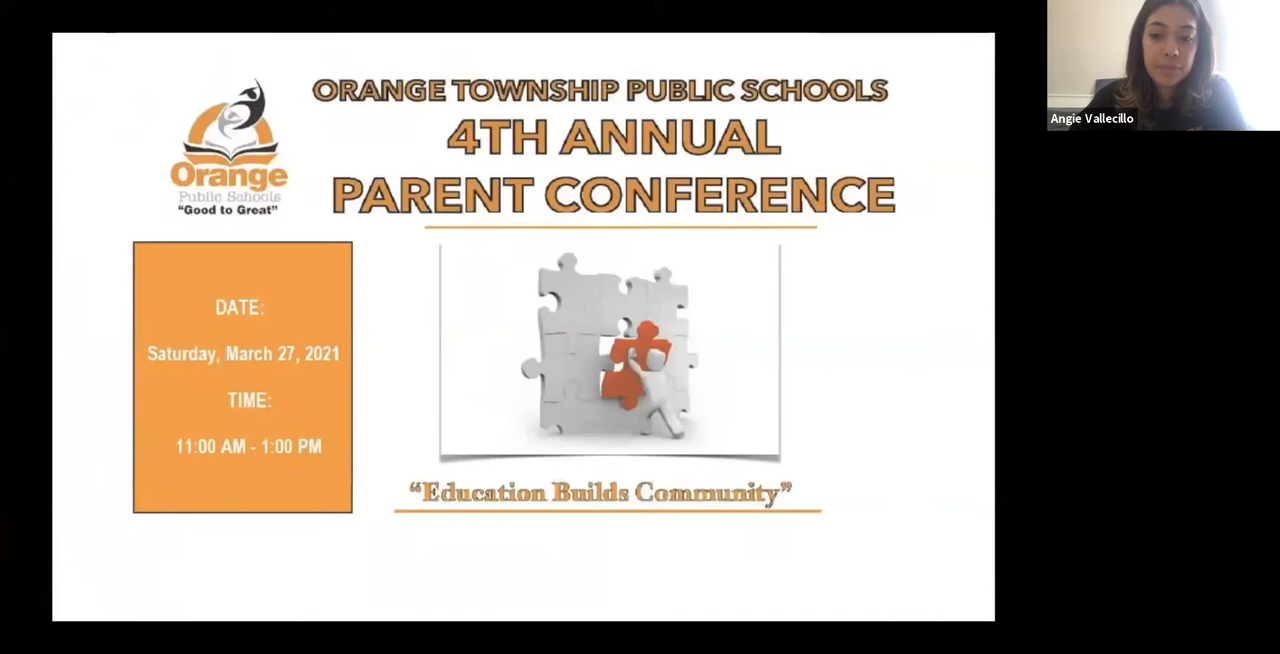 ORANGE TOWNSHIP PUBLIC SCHOOLS
4TH ANNUAL
PARENT CONFERENCE
Orange
Public Schools
"Good to Great"
DATE:
Saturday, March 27, 2021
TIME:
11:00 AM - 1:00 PM
“Education Builds Community”
Angie Vallecillo